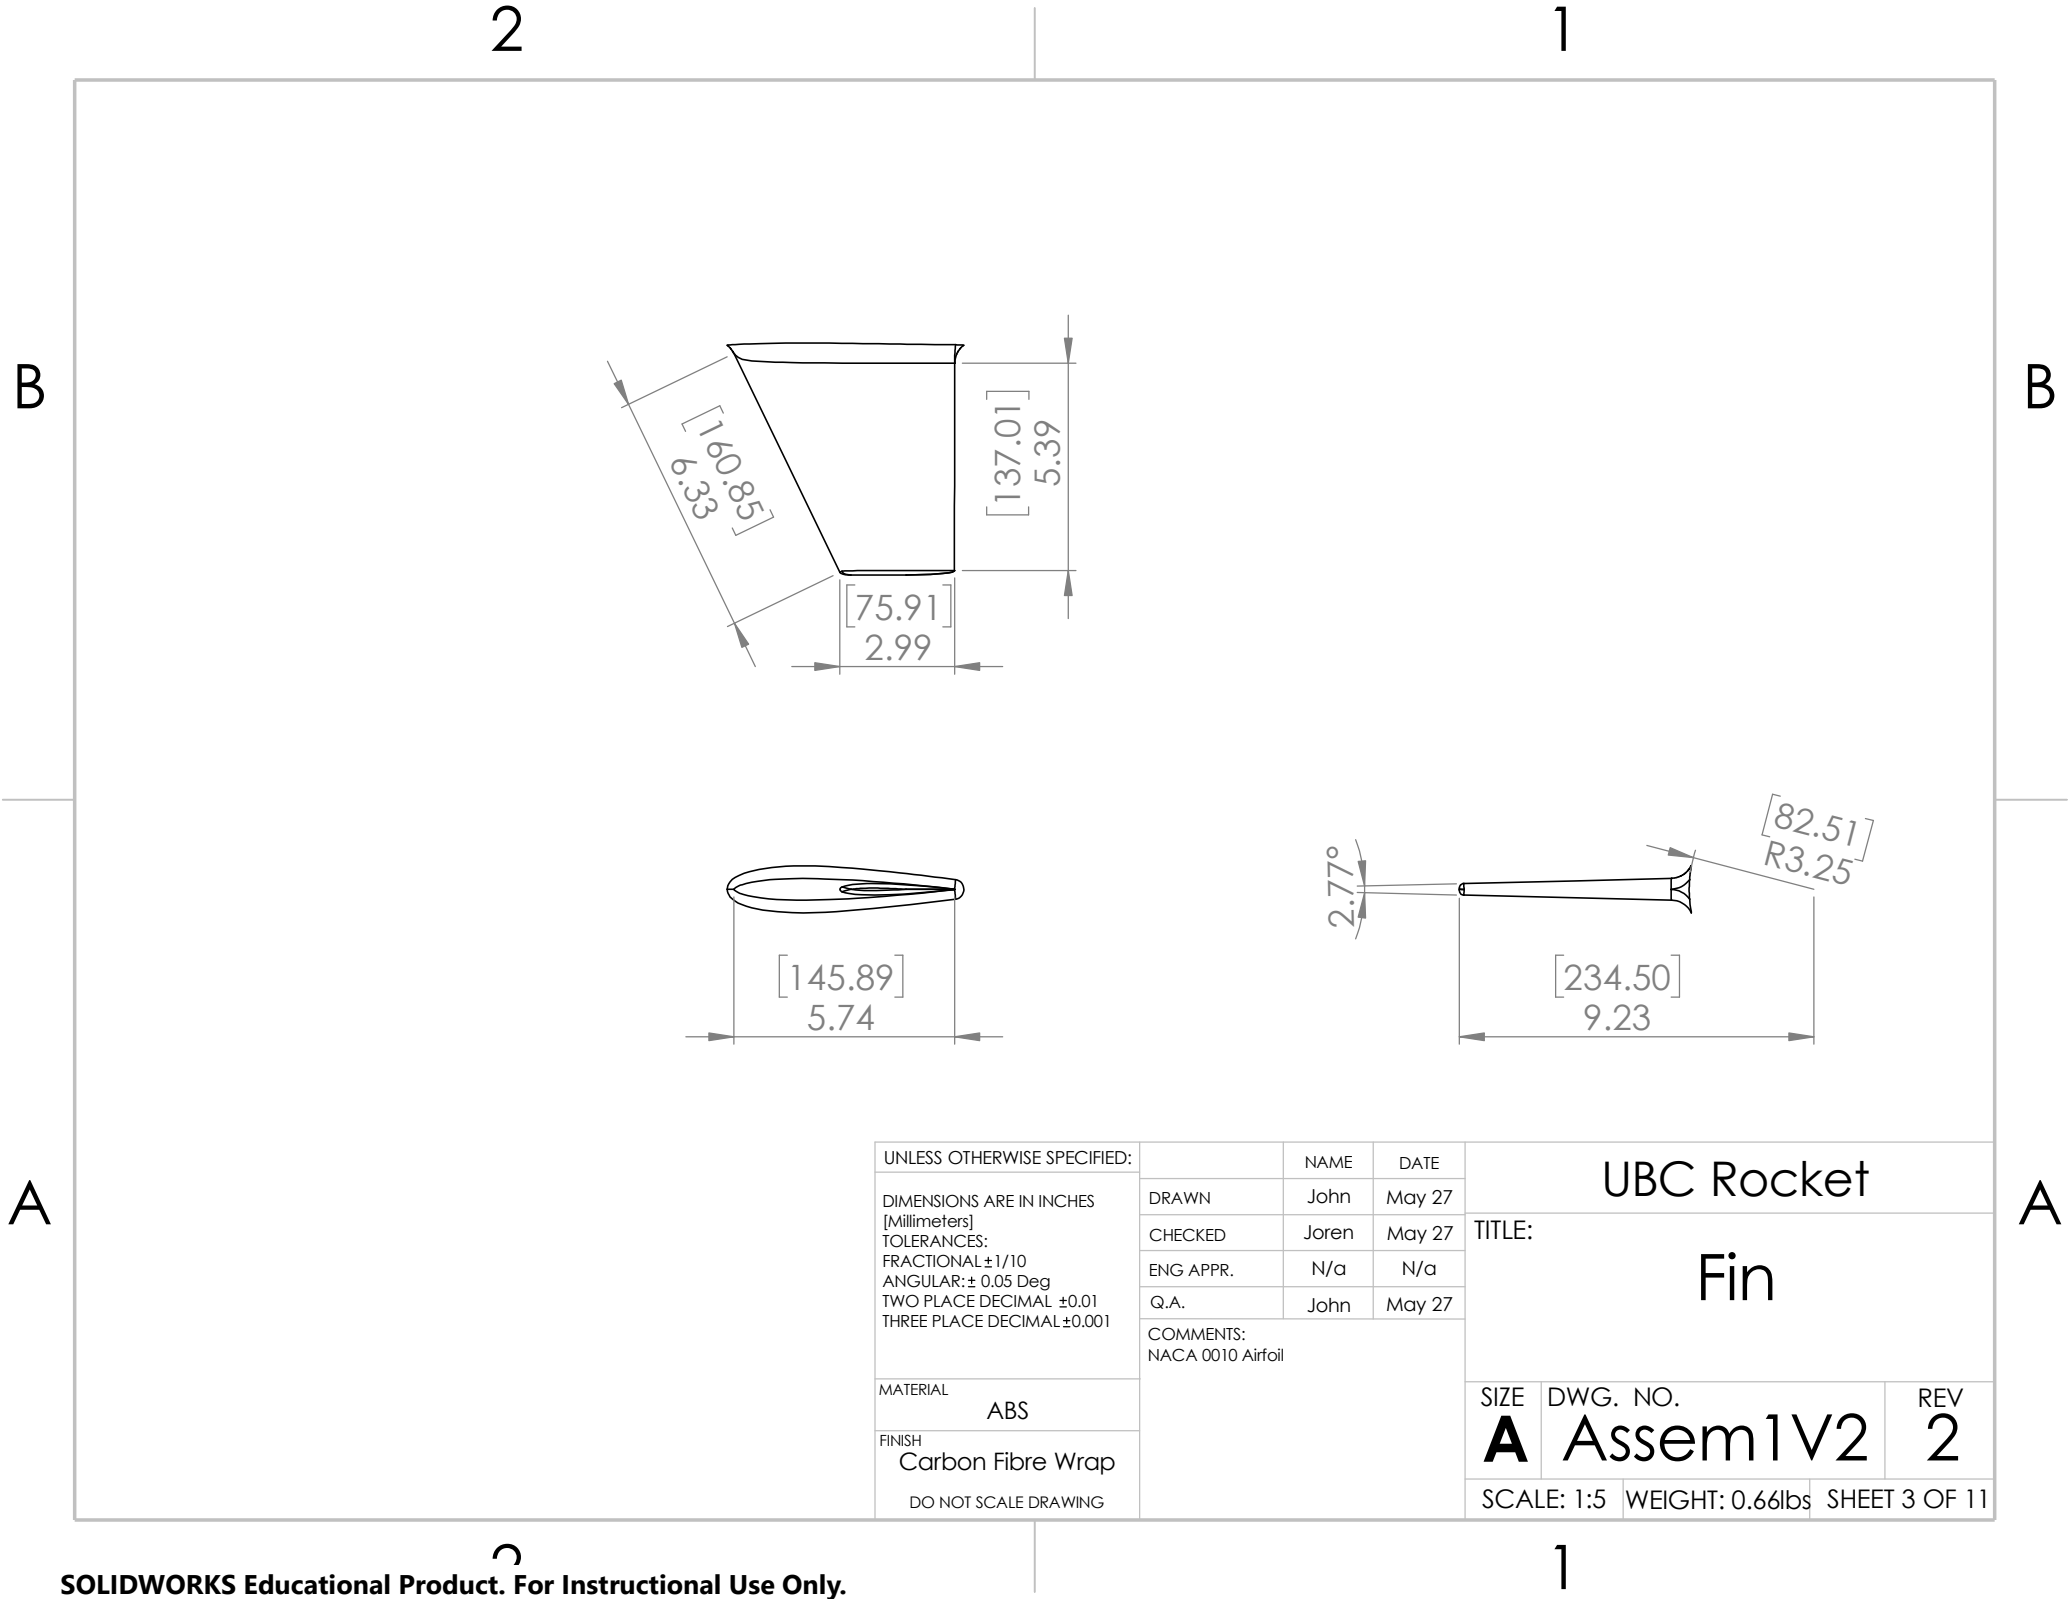 2
1
B
B
[160.85]
6.33
[137.01]
5.39
[75.91]
2.99
[82.51]
R3.25
2.77°
[145.89]
5.74
[234.50]
9.23
A
A
UNLESS OTHERWISE SPECIFIED:
DIMENSIONS ARE IN INCHES
[Millimeters]
TOLERANCES:
FRACTIONAL±1/10
ANGULAR:± 0.05 Deg
TWO PLACE DECIMAL ±0.01
THREE PLACE DECIMAL±0.001
MATERIAL
ABS
FINISH
Carbon Fibre Wrap
DO NOT SCALE DRAWING
NAME DATE
DRAWN John May 27
CHECKED Joren May 27
ENG APPR. N/a N/a
Q.A. John May 27
COMMENTS:
NACA 0010 Airfoil
UBC Rocket
TITLE:
Fin
SIZE DWG. NO. REV
A Assem1V2 2
SCALE: 1:5 WEIGHT: 0.66lbs SHEET 3 OF 11
2
1
SOLIDWORKS Educational Product. For Instructional Use Only.